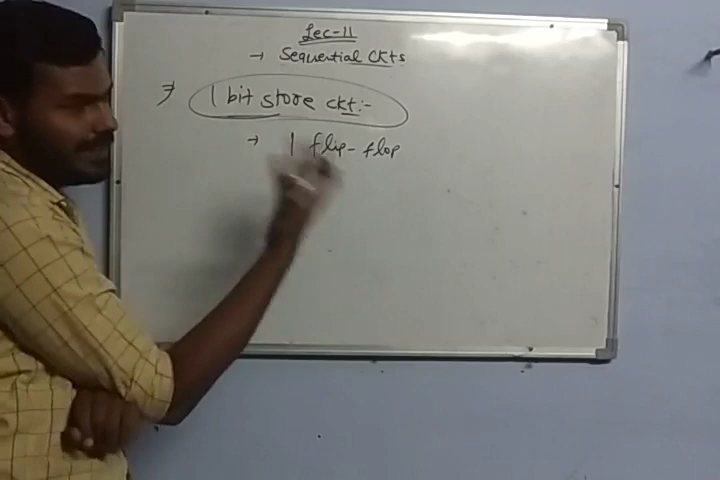 Lec-11
→ Sequential Ckts
⇒ 1 bit store ckt:-
→ 1 flip-flop